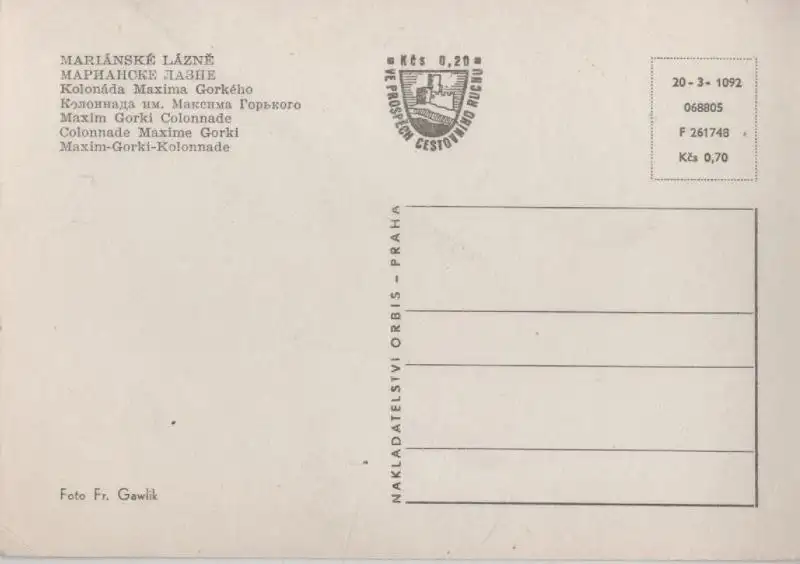 MARIÁNSKÉ LÁZNĚ
МАРИАНСКЕ ЛАЗНЕ
Kolonáda Maxima Gorkého
Колоннада им. Максима Горького
Maxim Gorki Colonnade
Colonnade Maxime Gorki
Maxim-Gorki-Kolonnade
Kčs 0,20
VE PROSPĚCH CESTOVNÍHO RUCHU
20-3-1092
068805
F 261748
Kčs 0,70
NAKLADATELSTVÍ ORBIS – PRAHA
Foto Fr. Gawlik